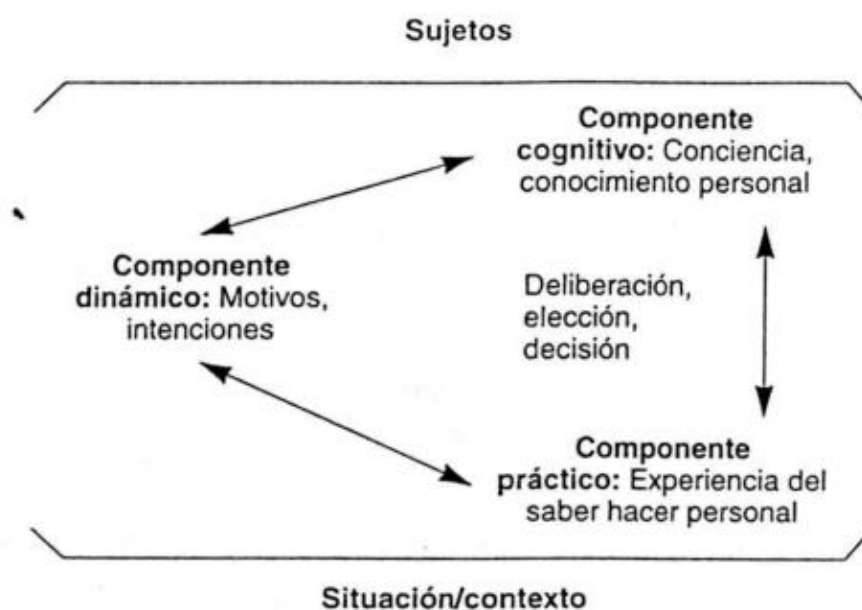 Sujetos
Componente
cognitivo: Conciencia,
conocimiento personal
Componente
dinámico: Motivos,
intenciones
Deliberación,
elección,
decisión
Componente
práctico: Experiencia del
saber hacer personal
Situación/contexto